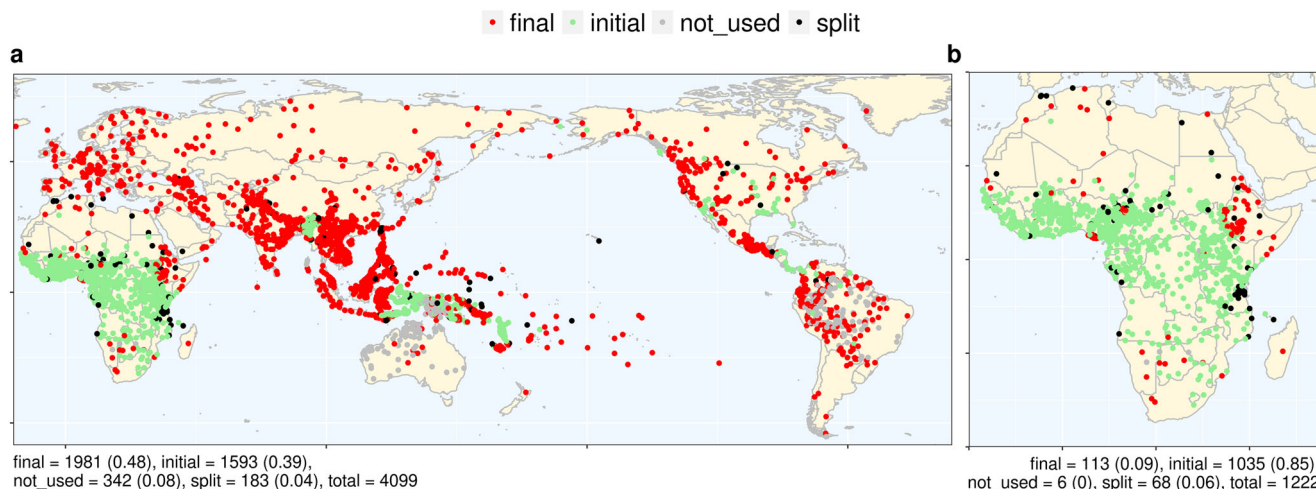 final initial not_used split
a
b
final = 1981 (0.48), initial = 1593 (0.39),
not_used = 342 (0.08), split = 183 (0.04), total = 4099
final = 113 (0.09), initial = 1035 (0.85)
not_used = 6 (0), split = 68 (0.06), total = 1222